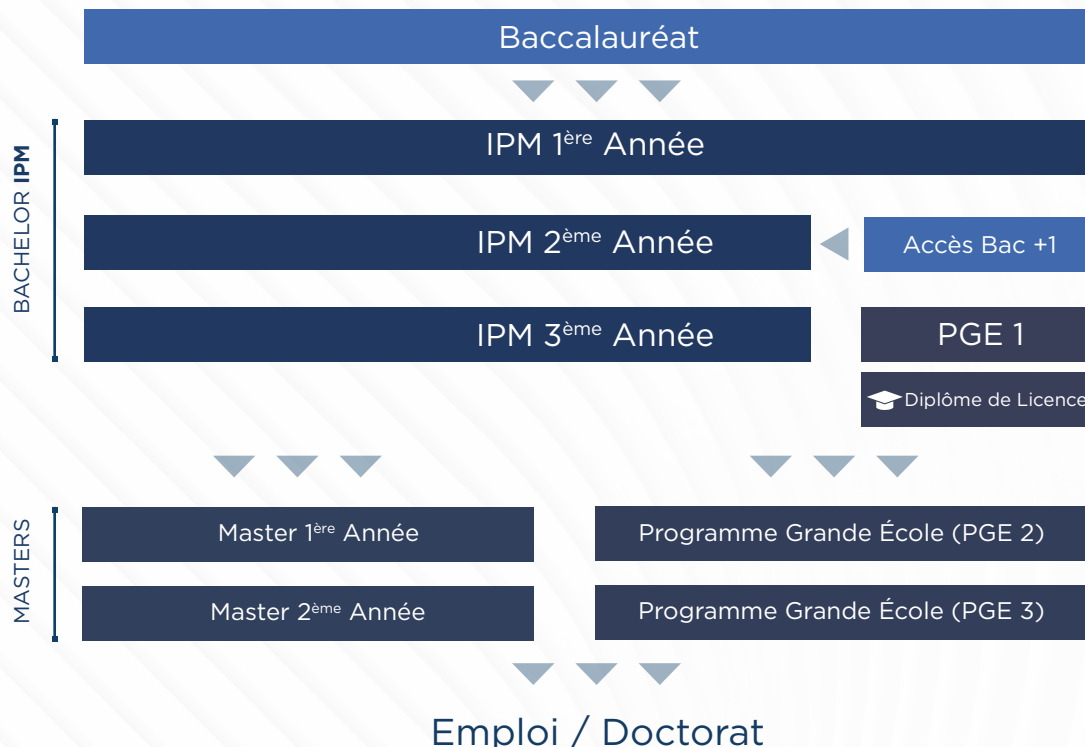 Baccalauréat
BACHELOR IPM
IPM 1ère Année
IPM 2ème Année
Accès Bac +1
IPM 3ème Année
PGE 1
Diplôme de Licence
MASTERS
Master 1ère Année
Programme Grande École (PGE 2)
Master 2ème Année
Programme Grande École (PGE 3)
Emploi / Doctorat